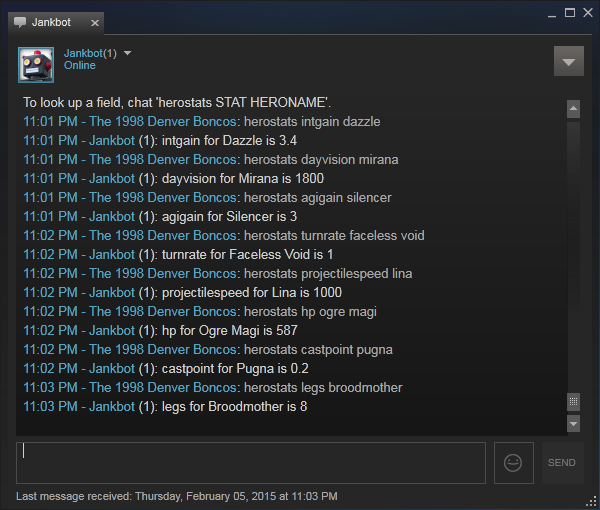 Jankbot
Jankbot(1)
Online
To look up a field, chat 'herostats STAT HERONAME'.
11:01 PM - The 1998 Denver Boncos: herostats intgain dazzle
11:01 PM - Jankbot (1): intgain for Dazzle is 3.4
11:01 PM - The 1998 Denver Boncos: herostats dayvision mirana
11:01 PM - Jankbot (1): dayvision for Mirana is 1800
11:01 PM - The 1998 Denver Boncos: herostats agigain silencer
11:01 PM - Jankbot (1): agigain for Silencer is 3
11:02 PM - The 1998 Denver Boncos: herostats turnrate faceless void
11:02 PM - Jankbot (1): turnrate for Faceless Void is 1
11:02 PM - The 1998 Denver Boncos: herostats projectilespeed lina
11:02 PM - Jankbot (1): projectilespeed for Lina is 1000
11:02 PM - The 1998 Denver Boncos: herostats hp ogre magi
11:02 PM - Jankbot (1): hp for Ogre Magi is 587
11:02 PM - The 1998 Denver Boncos: herostats castpoint pugna
11:02 PM - Jankbot (1): castpoint for Pugna is 0.2
11:03 PM - The 1998 Denver Boncos: herostats legs broodmother
11:03 PM - Jankbot (1): legs for Broodmother is 8
SEND
Last message received: Thursday, February 05, 2015 at 11:03 PM